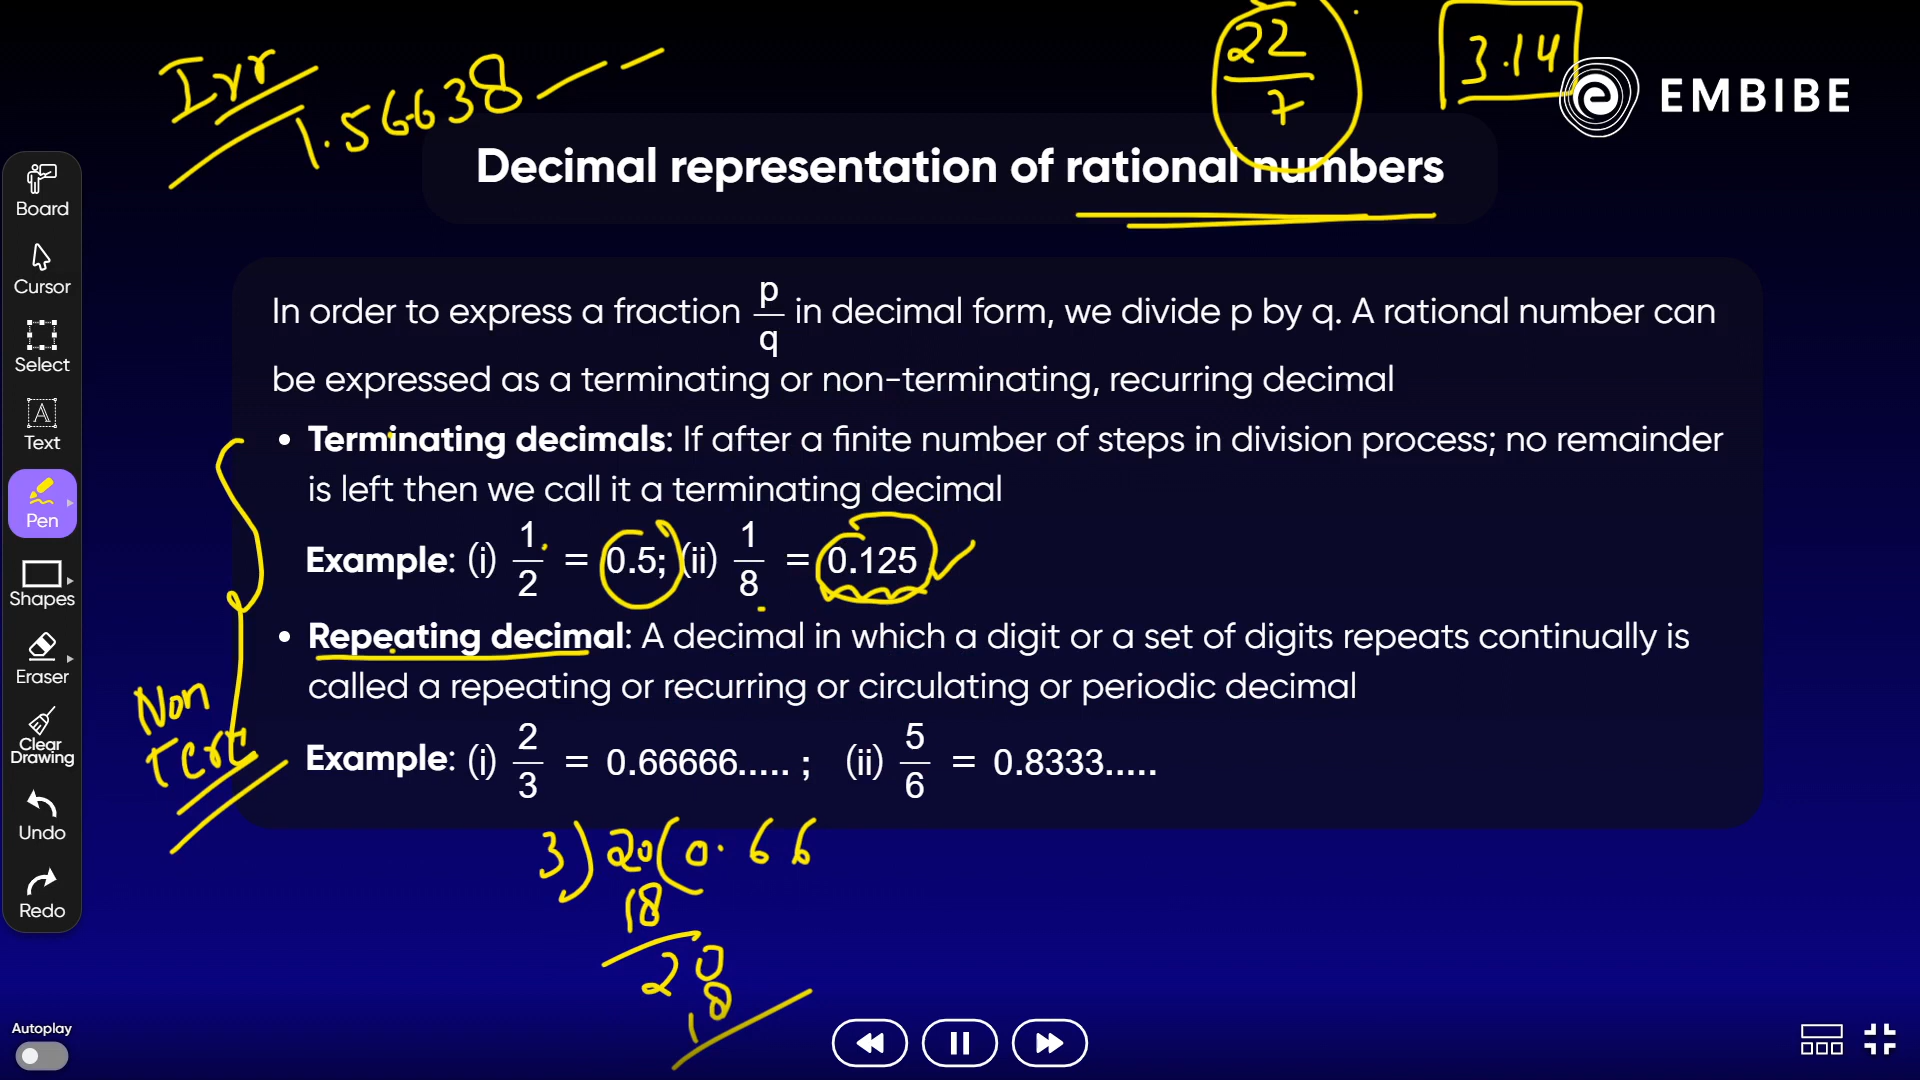 Irr
1.56638
22
7
3.14
EMBIBE
Decimal representation of rational numbers
Board
Cursor
Select
Text
Pen
Shapes
Eraser
Clear
Drawing
Undo
Redo
In order to express a fraction p/q in decimal form, we divide p by q. A rational number can
be expressed as a terminating or non-terminating, recurring decimal
• Terminating decimals: If after a finite number of steps in division process; no remainder
is left then we call it a terminating decimal
Example: (i) 1/2 = 0.5; (ii) 1/8 = 0.125
• Repeating decimal: A decimal in which a digit or a set of digits repeats continually is
called a repeating or recurring or circulating or periodic decimal
Example: (i) 2/3 = 0.66666..... ; (ii) 5/6 = 0.8333.....
Non
3) 20 (0.66
18
20
18
Autoplay